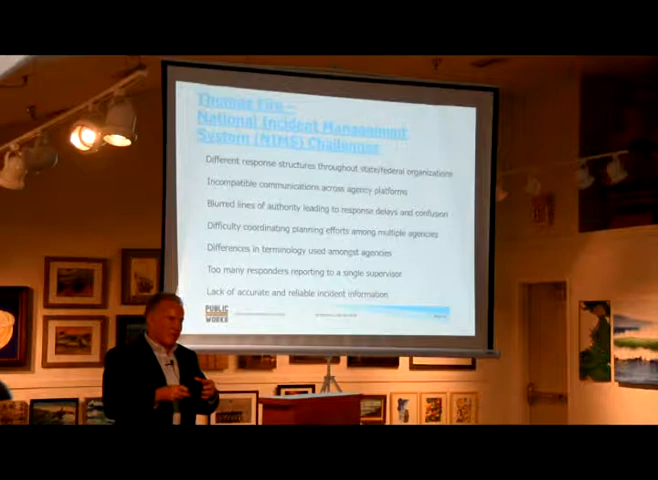 Thomas Fire –
National Incident Management
System (NIMS) Challenges
Different response structures throughout state/federal organizations
Incompatible communications across agency platforms
Blurred lines of authority leading to response delays and confusion
Difficulty coordinating planning efforts among multiple agencies
Differences in terminology used amongst agencies
Too many responders reporting to a single supervisor
Lack of accurate and reliable incident information
PUBLIC
WORKS